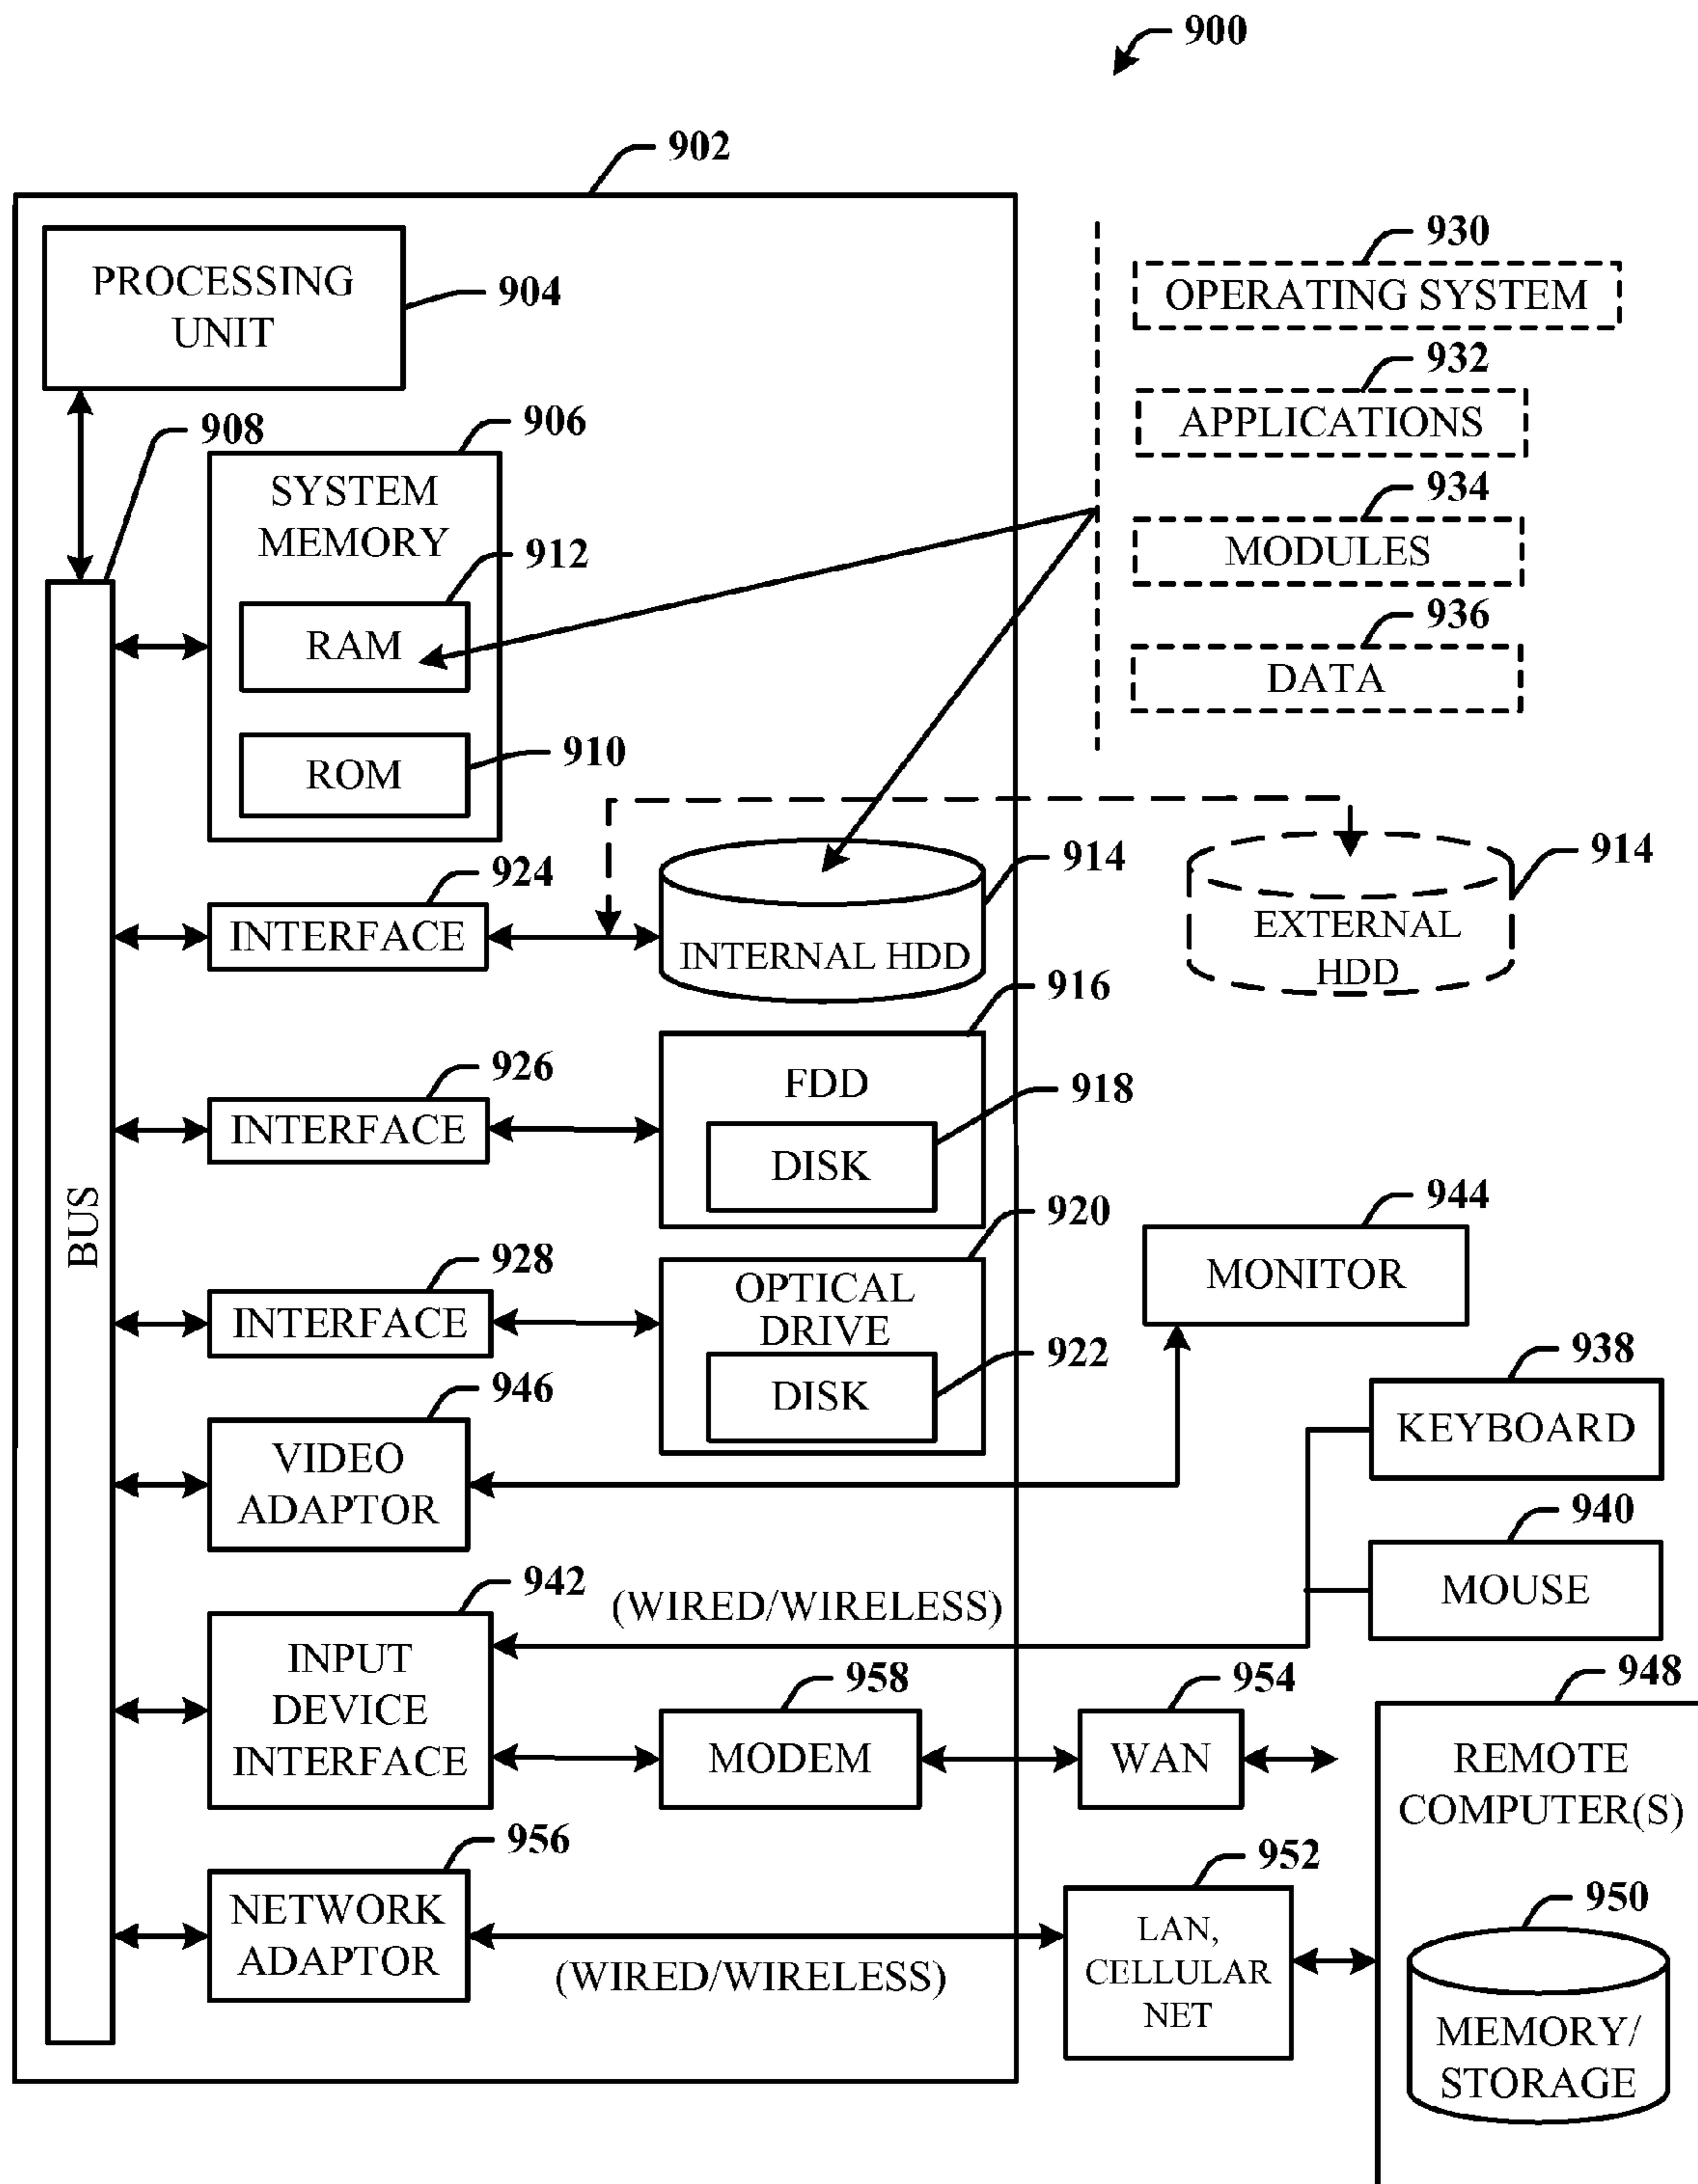 900
902
PROCESSING
UNIT
904
930
OPERATING SYSTEM
932
APPLICATIONS
934
MODULES
936
DATA
908
906
SYSTEM
MEMORY
912
RAM
910
ROM
924
INTERFACE
914
INTERNAL HDD
914
EXTERNAL
HDD
926
INTERFACE
916
FDD
918
DISK
BUS
928
INTERFACE
920
OPTICAL
DRIVE
922
DISK
944
MONITOR
946
VIDEO
ADAPTOR
938
KEYBOARD
940
MOUSE
942
INPUT
DEVICE
INTERFACE
(WIRED/WIRELESS)
958
MODEM
954
WAN
948
REMOTE
COMPUTER(S)
956
NETWORK
ADAPTOR
(WIRED/WIRELESS)
952
LAN,
CELLULAR
NET
950
MEMORY/
STORAGE